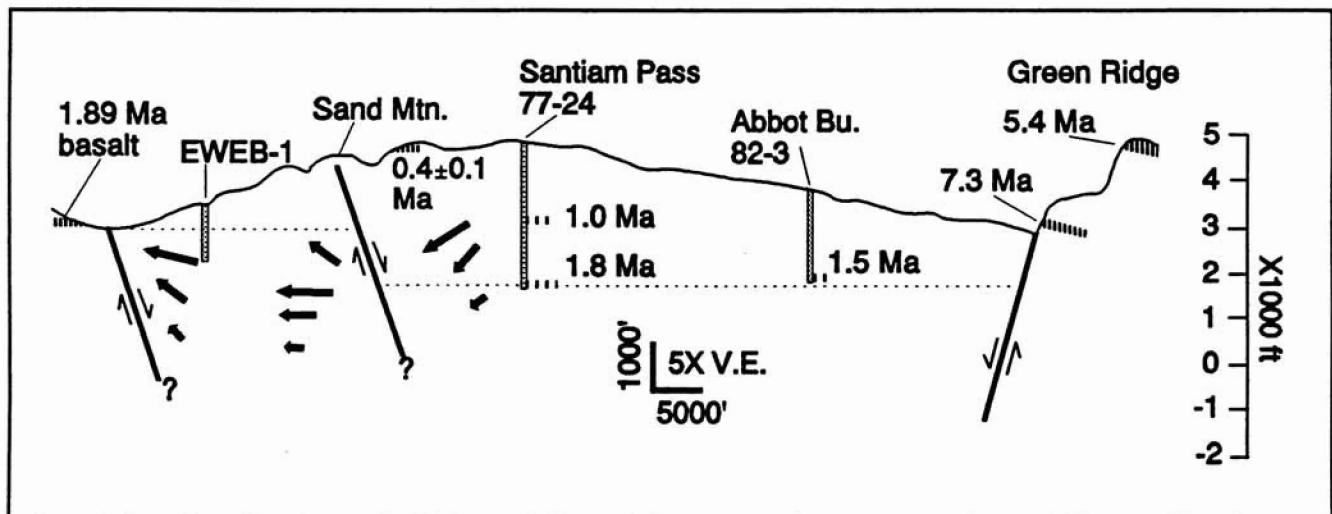 Santiam Pass
77-24
Green Ridge
1.89 Ma
basalt
Sand Mtn.
EWEB-1
Abbot Bu.
82-3
5.4 Ma
7.3 Ma
0.4±0.1
Ma
1.0 Ma
1.8 Ma
1.5 Ma
?
?
1000'
5X V.E.
5000'
5
4
3
2
1
0
-1
-2
X1000 ft